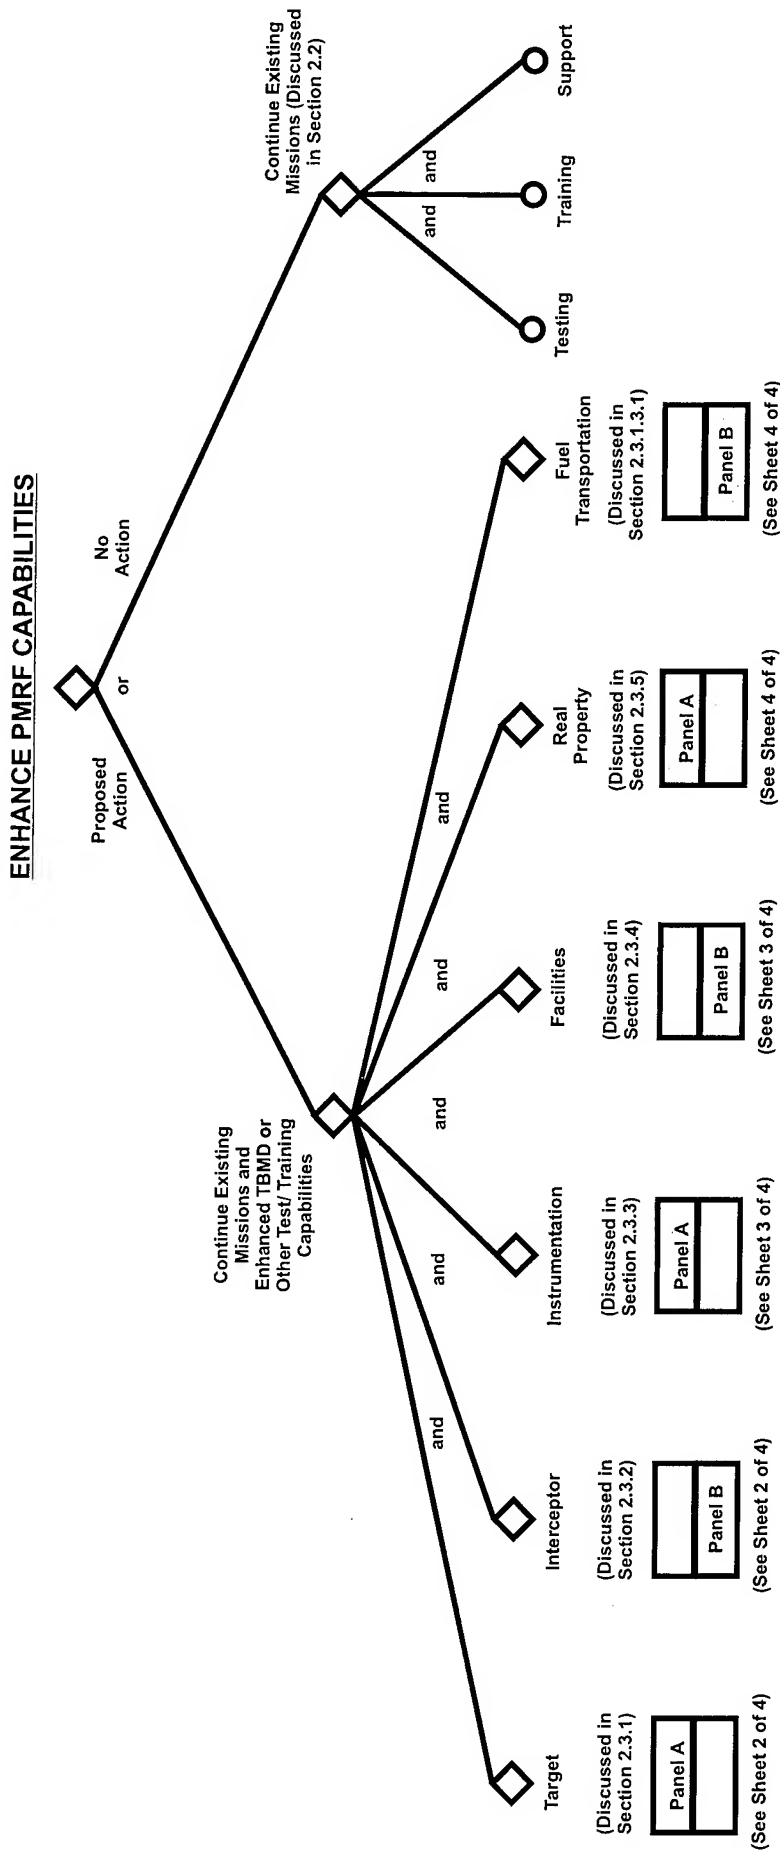 ENHANCE PMRF CAPABILITIES
Proposed
Action
or
No
Action
Continue Existing
Missions and
Enhanced TBMD or
Other Test/ Training
Capabilities
Continue Existing
Missions (Discussed
in Section 2.2)
and
and
and
and
and
and
and
Target
(Discussed in
Section 2.3.1)
Panel A
(See Sheet 2 of 4)
Interceptor
(Discussed in
Section 2.3.2)
Panel B
(See Sheet 2 of 4)
Instrumentation
(Discussed in
Section 2.3.3)
Panel A
(See Sheet 3 of 4)
Facilities
(Discussed in
Section 2.3.4)
Panel B
(See Sheet 3 of 4)
Real
Property
(Discussed in
Section 2.3.5)
Panel A
(See Sheet 4 of 4)
Fuel
Transportation
(Discussed in
Section 2.3.1.3.1)
Panel B
(See Sheet 4 of 4)
Testing
Training
Support